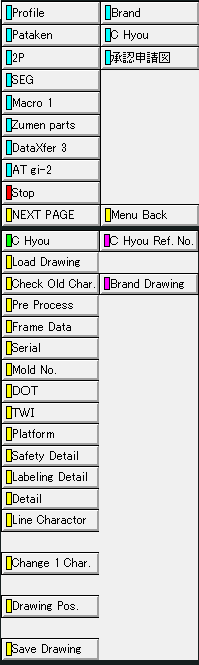 Profile Brand
Pataken C Hyou
2P 承認申請図
SEG
Macro 1
Zumen parts
DataXfer 3
AT gi-2
Stop
NEXT PAGE Menu Back
C Hyou C Hyou Ref. No.
Load Drawing
Check Old Char. Brand Drawing
Pre Process
Frame Data
Serial
Mold No.
DOT
TWI
Platform
Safety Detail
Labeling Detail
Detail
Line Charactor
Change 1 Char.
Drawing Pos.
Save Drawing